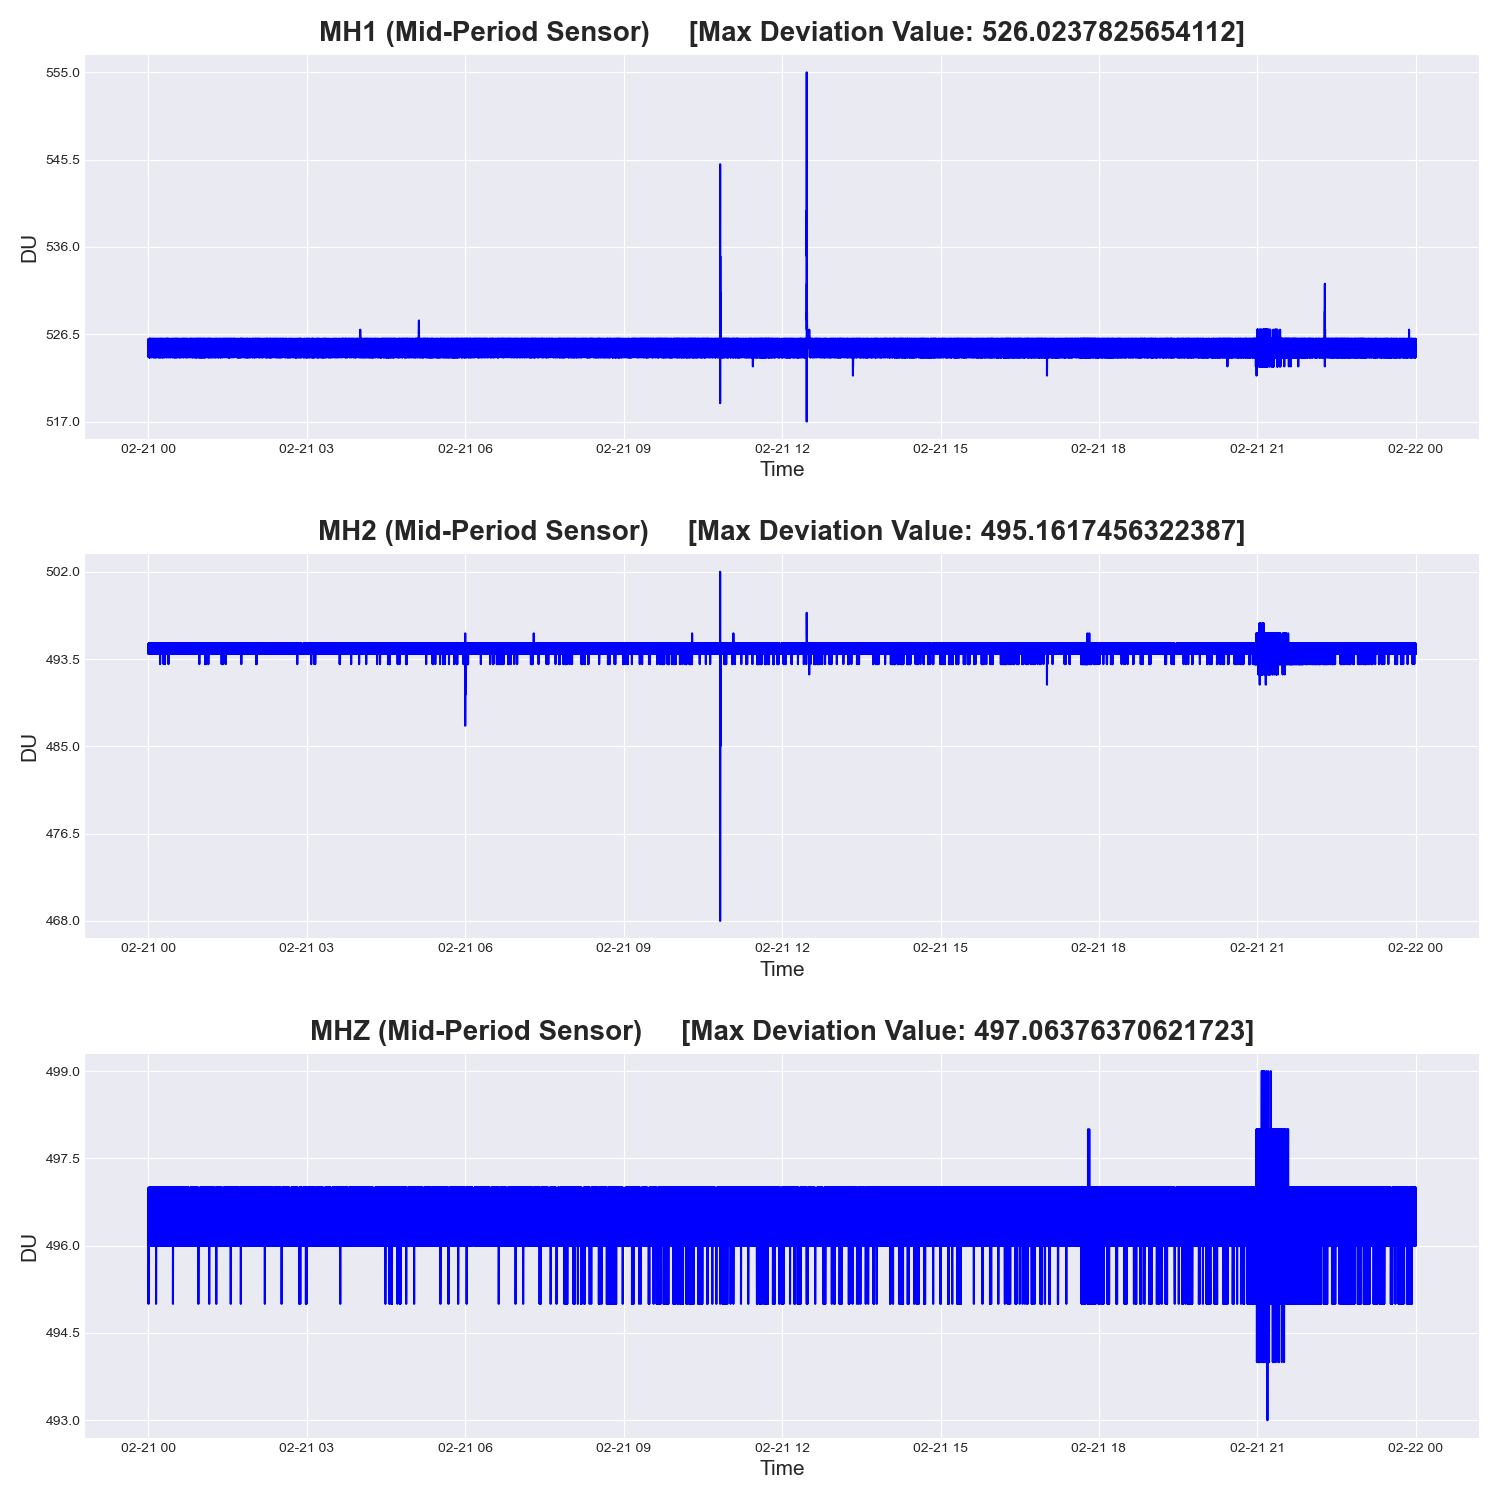 MH1 (Mid-Period Sensor) [Max Deviation Value: 526.0237825654112]
555.0
545.5
536.0
526.5
517.0
DU
02-21 00 02-21 03 02-21 06 02-21 09 02-21 12 02-21 15 02-21 18 02-21 21 02-22 00
Time
MH2 (Mid-Period Sensor) [Max Deviation Value: 495.1617456322387]
502.0
493.5
485.0
476.5
468.0
DU
02-21 00 02-21 03 02-21 06 02-21 09 02-21 12 02-21 15 02-21 18 02-21 21 02-22 00
Time
MHZ (Mid-Period Sensor) [Max Deviation Value: 497.06376370621723]
499.0
497.5
496.0
494.5
493.0
DU
02-21 00 02-21 03 02-21 06 02-21 09 02-21 12 02-21 15 02-21 18 02-21 21 02-22 00
Time